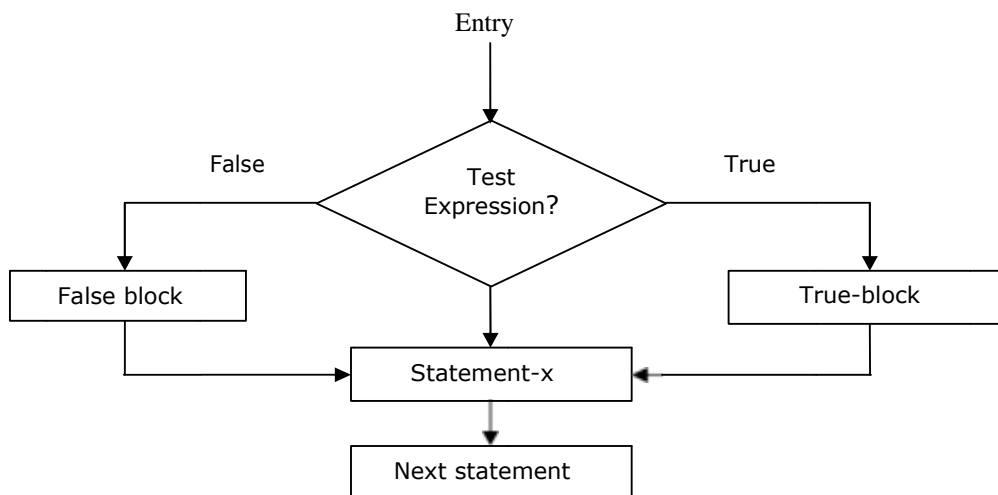 Entry
False
True
Test
Expression?
False block
True-block
Statement-x
Next statement